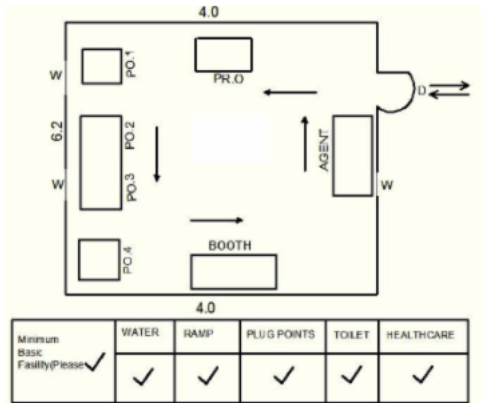 4.0
PR.O
PO.1
W
D
6.2
PO.2
PO.3
AGENT
W
W
PO.4
BOOTH
4.0
Minimum
Basic
Fasility(Please
WATER
RAMP
PLUG POINTS
TOILET
HEALTHCARE